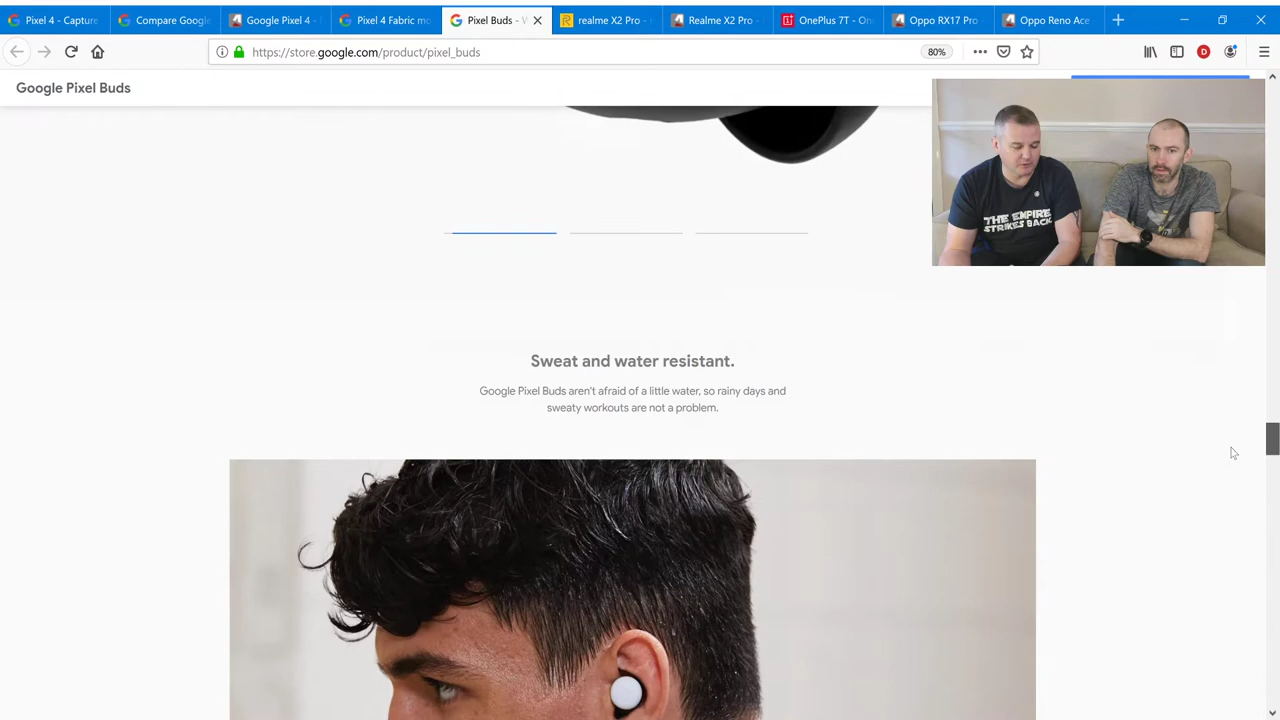 Pixel 4 - Capture
Compare Google
Google Pixel 4 -
Pixel 4 Fabric mo
Pixel Buds - W
realme X2 Pro -
Realme X2 Pro -
OnePlus 7T - On
Oppo RX17 Pro -
Oppo Reno Ace
https://store.google.com/product/pixel_buds
80%
Google Pixel Buds
THE EMPIRE
STRIKES BACK
Sweat and water resistant.
Google Pixel Buds aren't afraid of a little water, so rainy days and
sweaty workouts are not a problem.